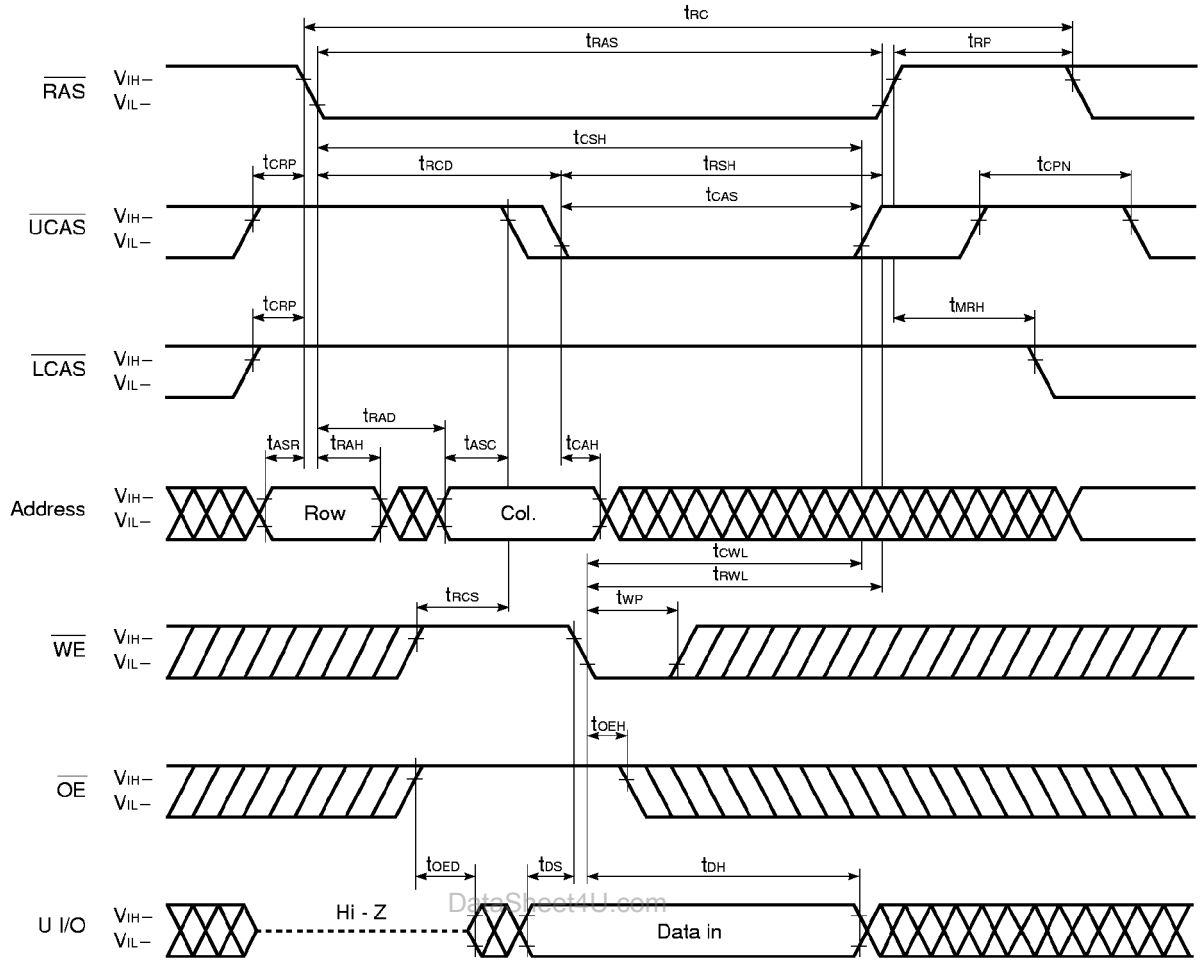 tRC
tRAS tRP
RAS VIH–
VIL–
tCSH
tCRP tRCD tRSH tCPN
tCAS
UCAS VIH–
VIL–
tCRP tMRH
LCAS VIH–
VIL–
tRAD
tASR tRAH tASC tCAH
Address VIH–
VIL–
Row Col.
tCWL
tRWL
tRCS tWP
WE VIH–
VIL–
tOEH
OE VIH–
VIL–
tOED tDS tDH
DataSheet4U.com
U I/O VIH–
VIL–
Hi - Z Data in